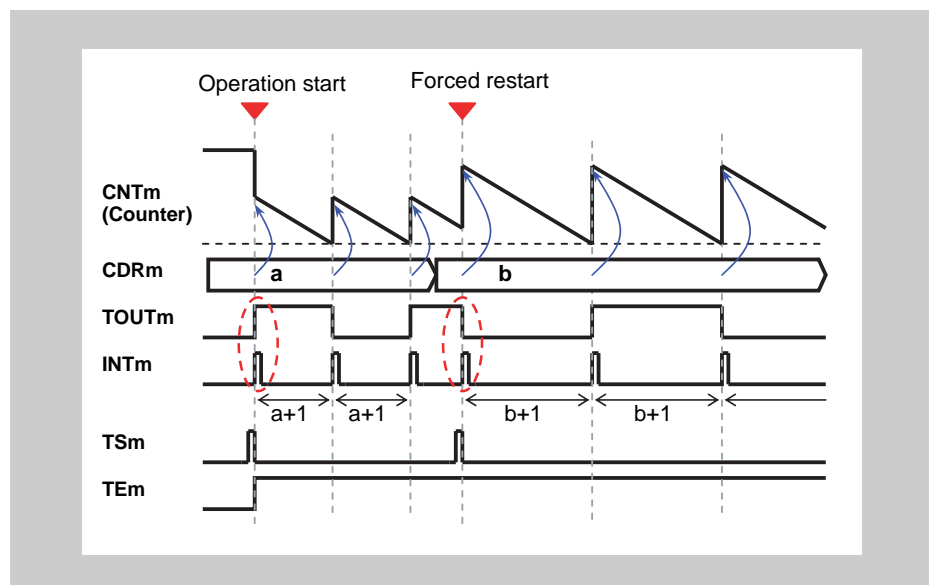 Operation start
Forced restart
CNTm
(Counter)
CDRm
a
b
TOUTm
INTm
a+1
a+1
b+1
b+1
TSm
TEm